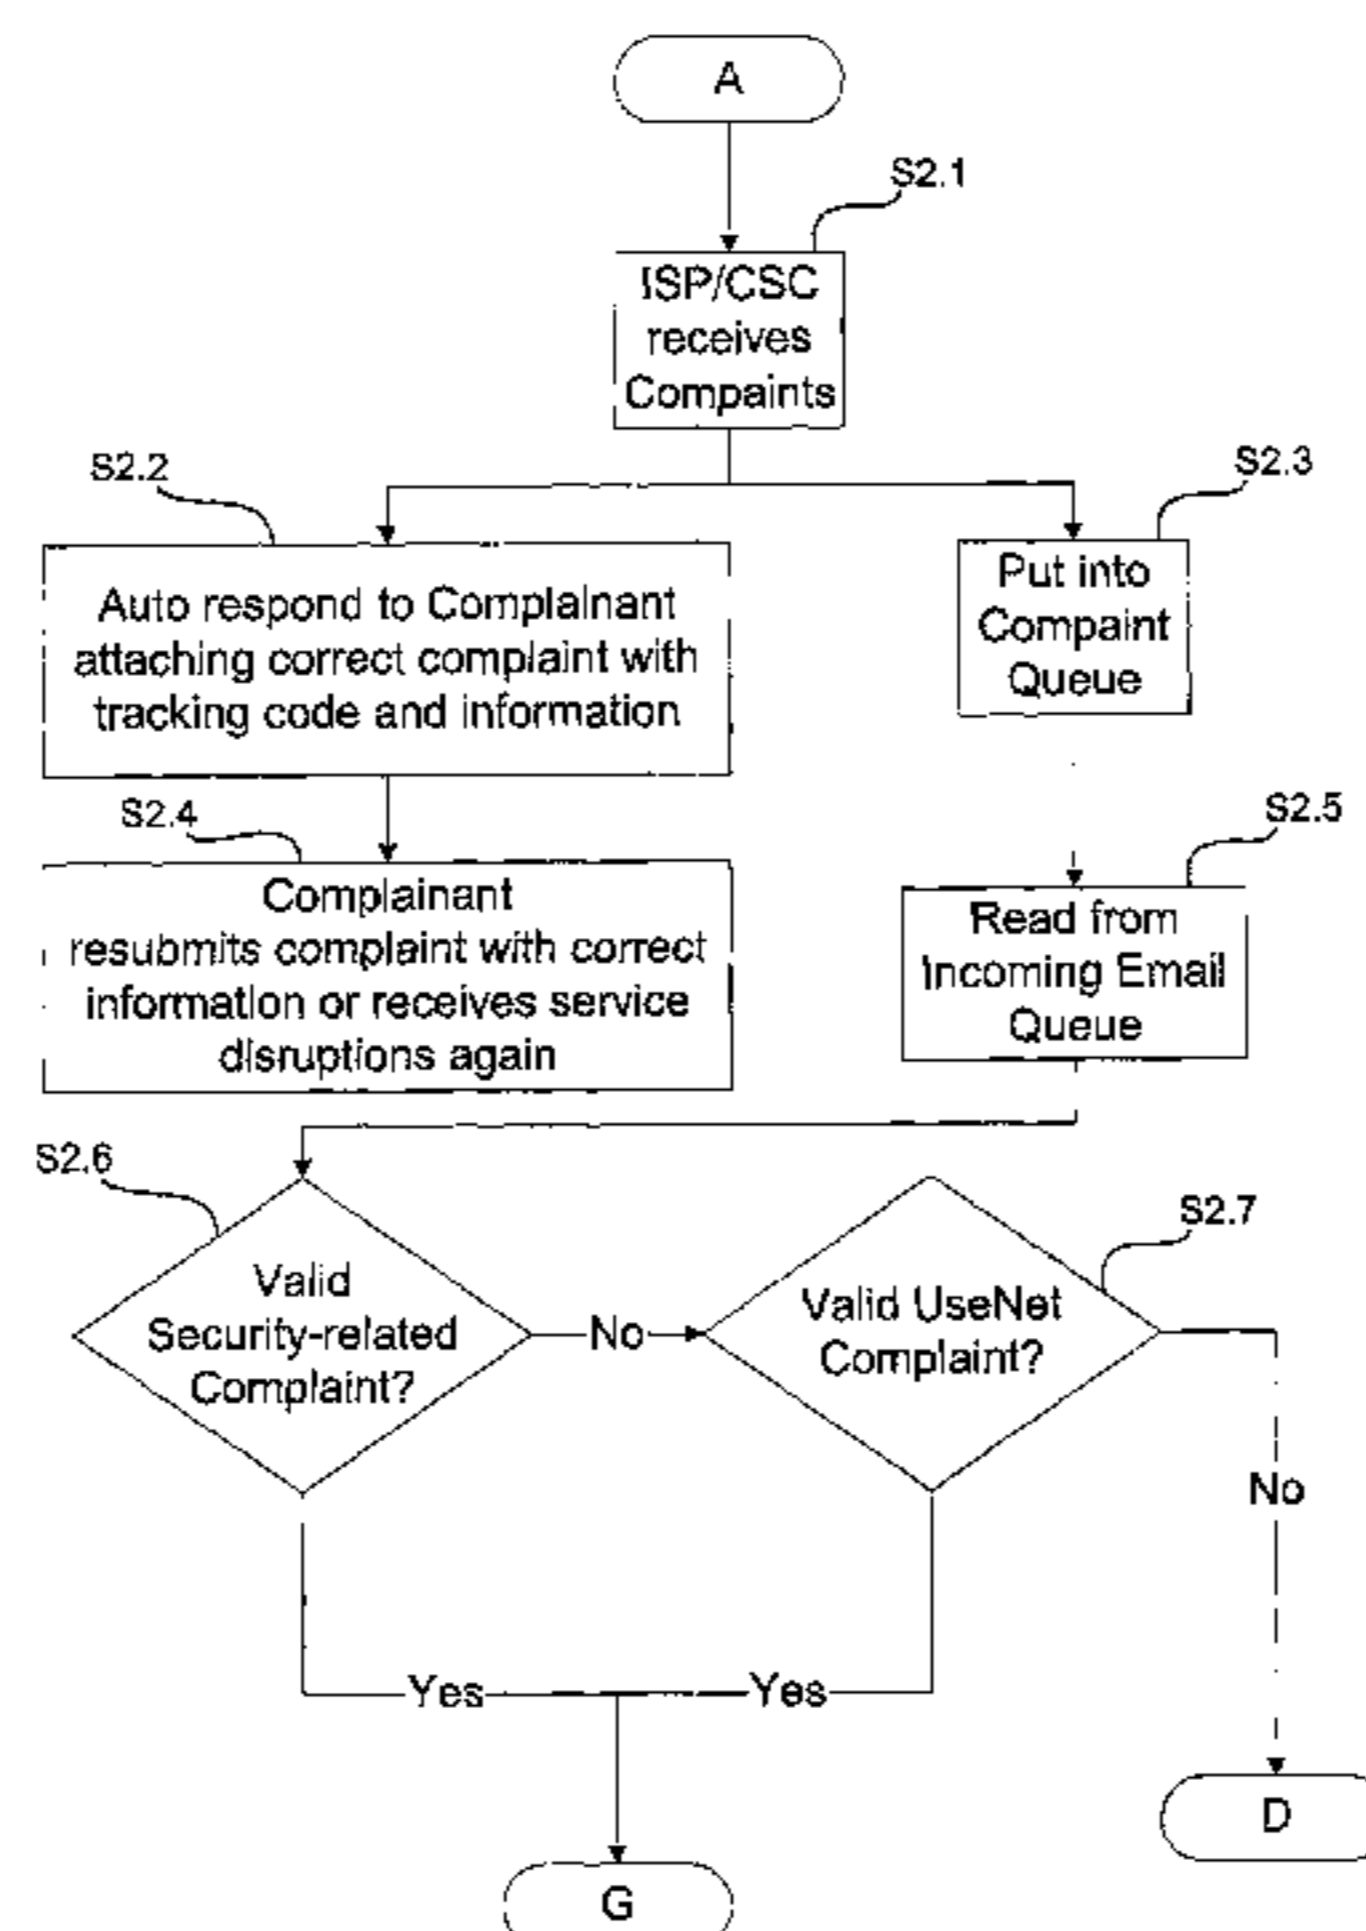 A
S2.1
ISP/CSC
receives
Compaints
S2.2
S2.3
Auto respond to Complainant
attaching correct complaint with
tracking code and information
Put into
Compaint
Queue
S2.4
S2.5
Complainant
resubmits complaint with correct
information or receives service
disruptions again
Read from
Incoming Email
Queue
S2.6
S2.7
Valid
Security-related
Complaint?
No
Valid UseNet
Complaint?
No
Yes
Yes
D
G